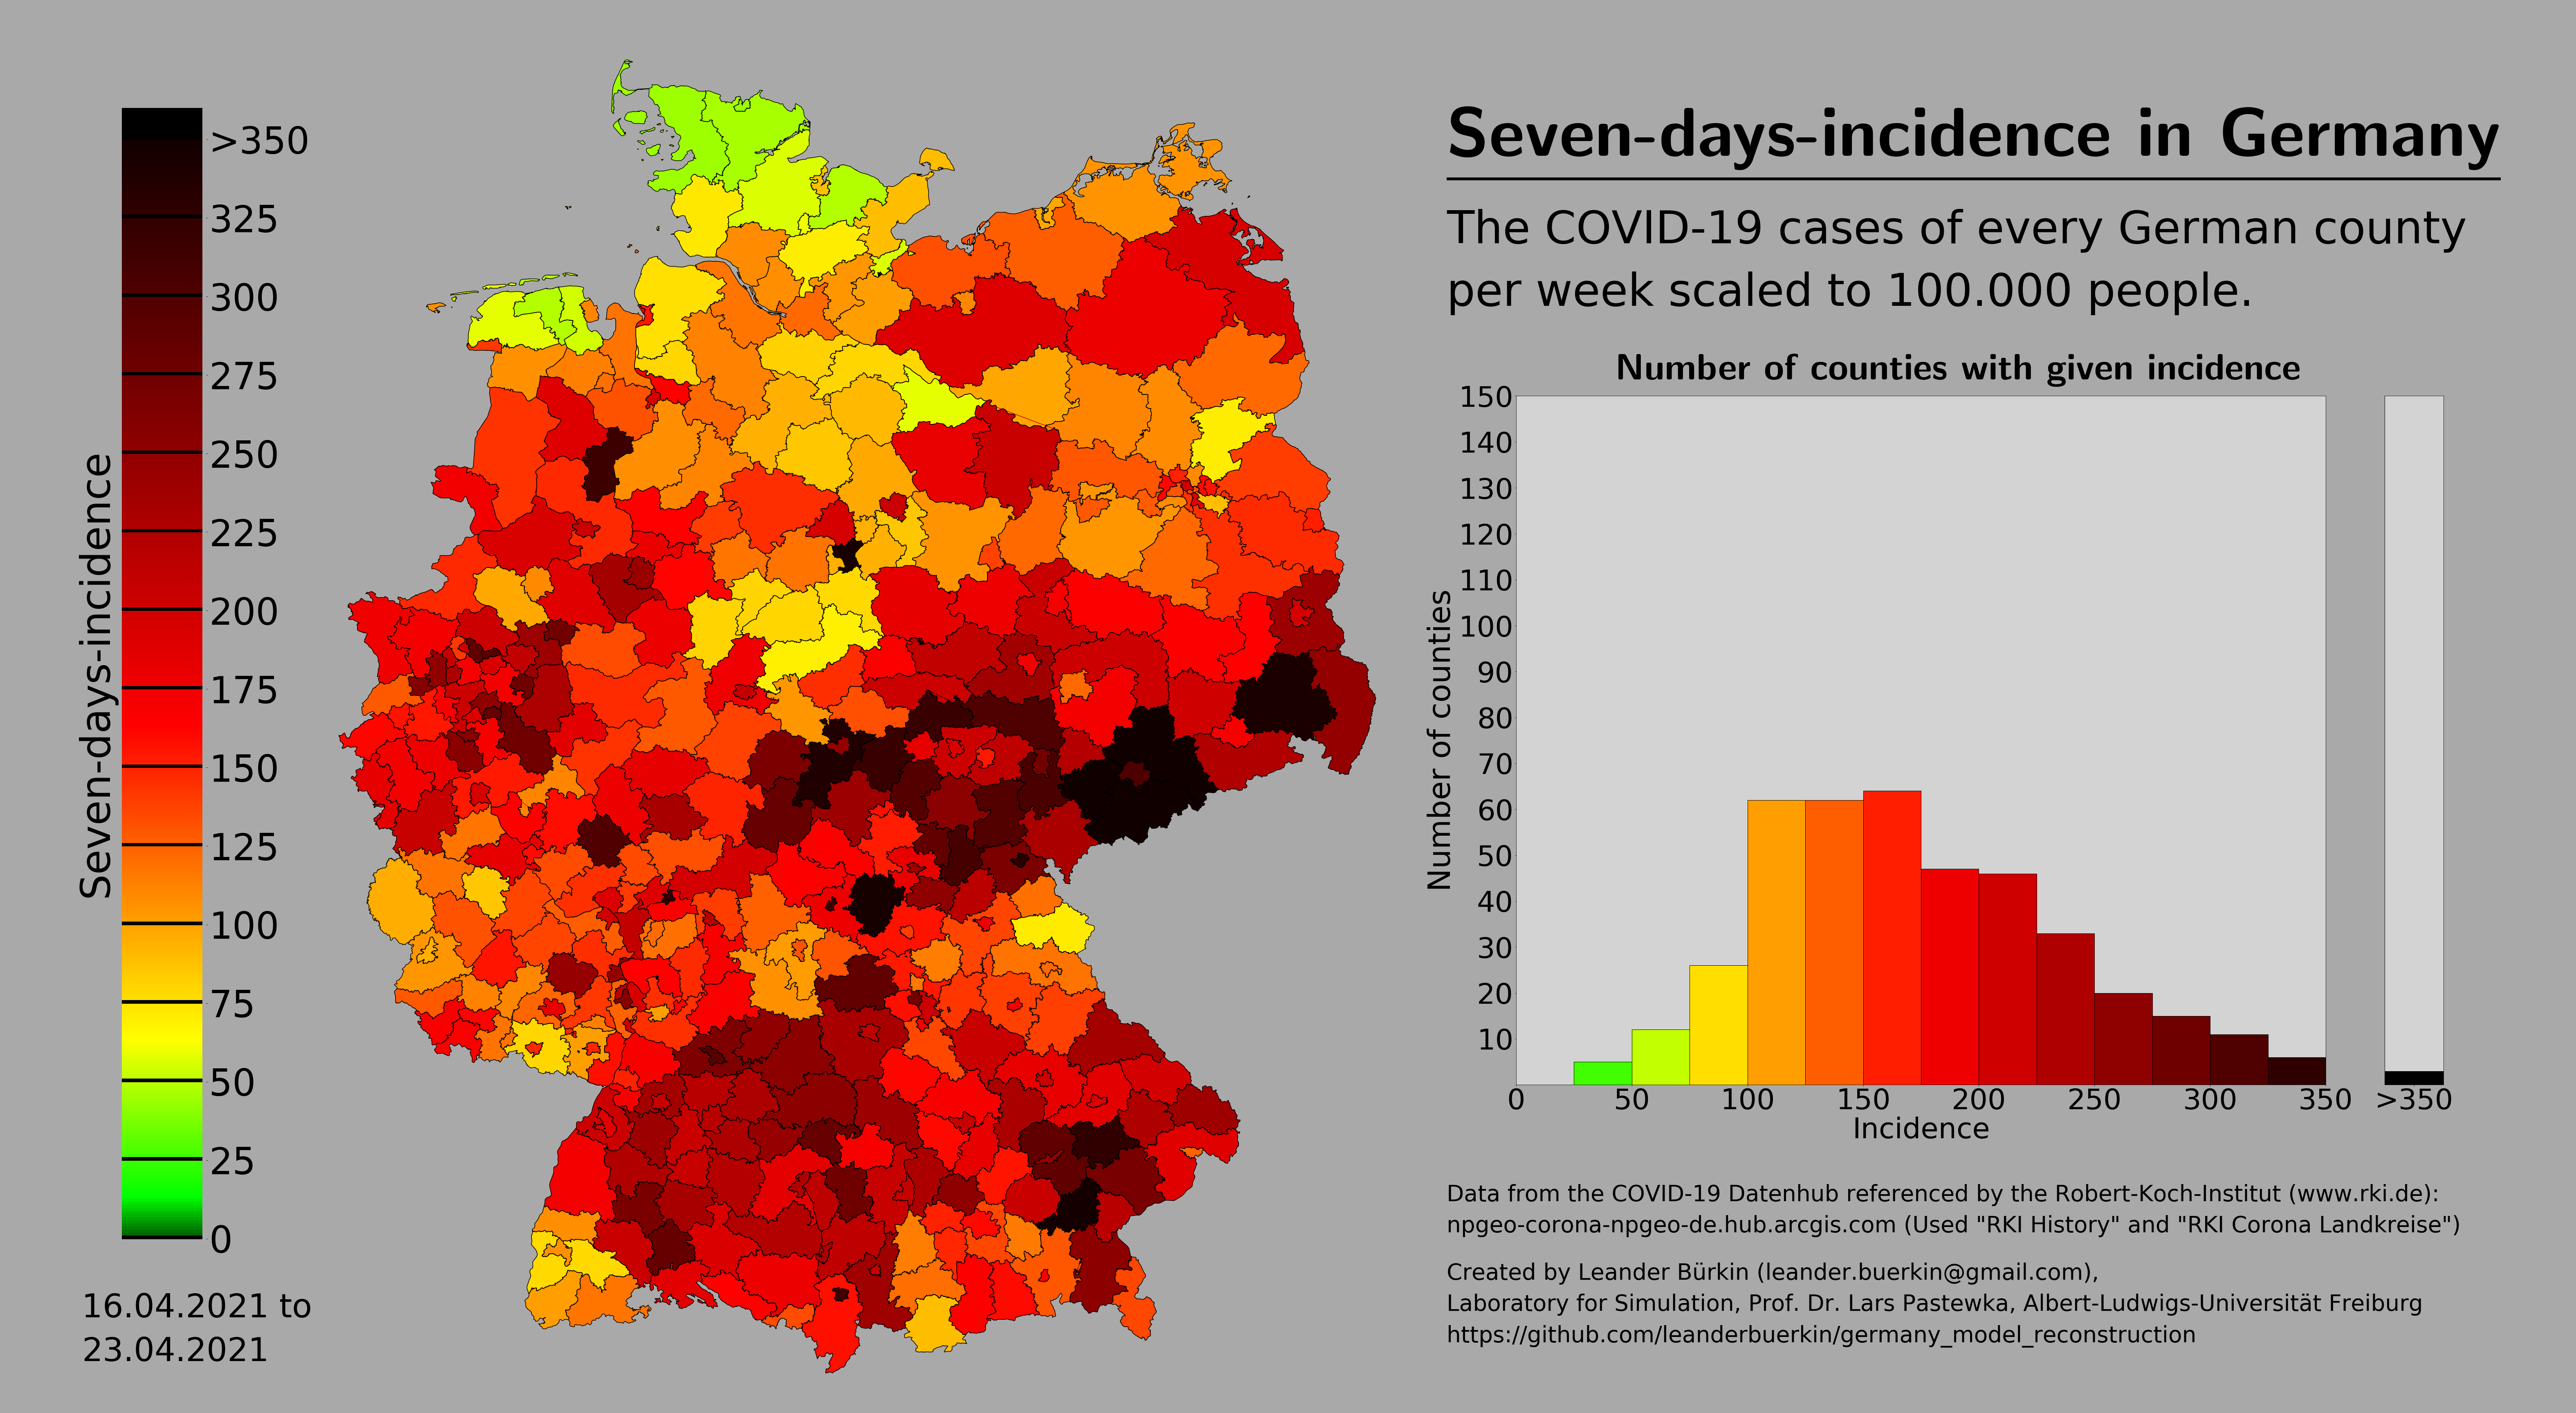 Seven-days-incidence in Germany
The COVID-19 cases of every German county
per week scaled to 100.000 people.
Seven-days-incidence
>350
325
300
275
250
225
200
175
150
125
100
75
50
25
0
16.04.2021 to
23.04.2021
Number of counties with given incidence
Number of counties
150
140
130
120
110
100
90
80
70
60
50
40
30
20
10
0 50 100 150 200 250 300 350 >350
Incidence
Data from the COVID-19 Datenhub referenced by the Robert-Koch-Institut (www.rki.de):
npgeo-corona-npgeo-de.hub.arcgis.com (Used "RKI History" and "RKI Corona Landkreise")
Created by Leander Bürkin (leander.buerkin@gmail.com),
Laboratory for Simulation, Prof. Dr. Lars Pastewka, Albert-Ludwigs-Universität Freiburg
https://github.com/leanderbuerkin/germany_model_reconstruction